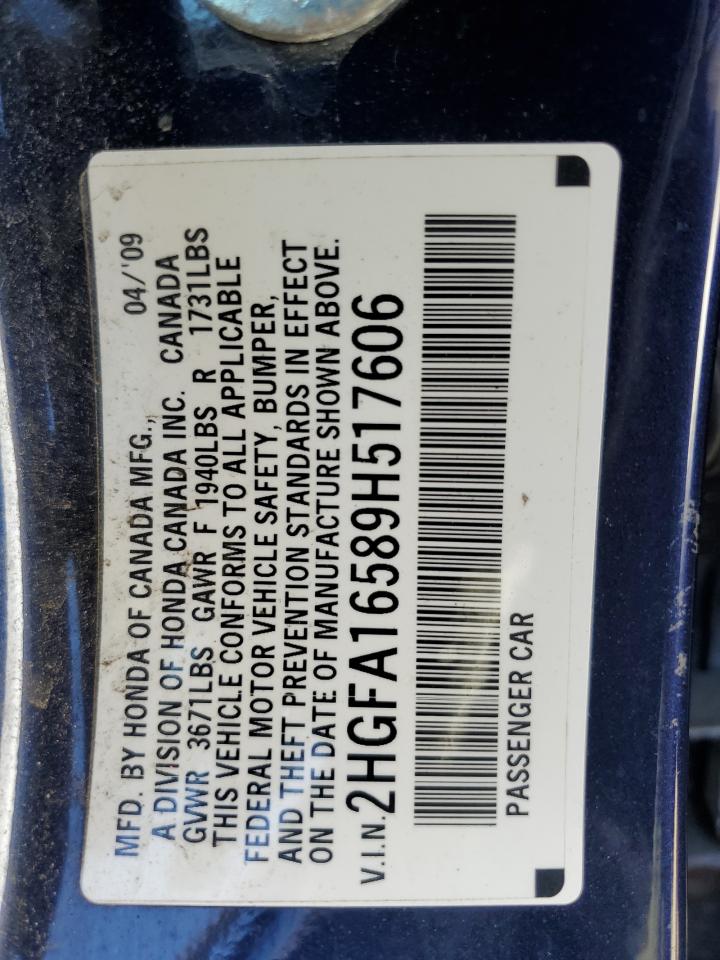 MFD. BY HONDA OF CANADA MFG., 04/'09
A DIVISION OF HONDA CANADA INC. CANADA
GVWR 3671LBS GAWR F 1940LBS R 1731LBS
THIS VEHICLE CONFORMS TO ALL APPLICABLE
FEDERAL MOTOR VEHICLE SAFETY, BUMPER,
AND THEFT PREVENTION STANDARDS IN EFFECT
ON THE DATE OF MANUFACTURE SHOWN ABOVE.
V.I.N. 2HGFA16589H517606
PASSENGER CAR